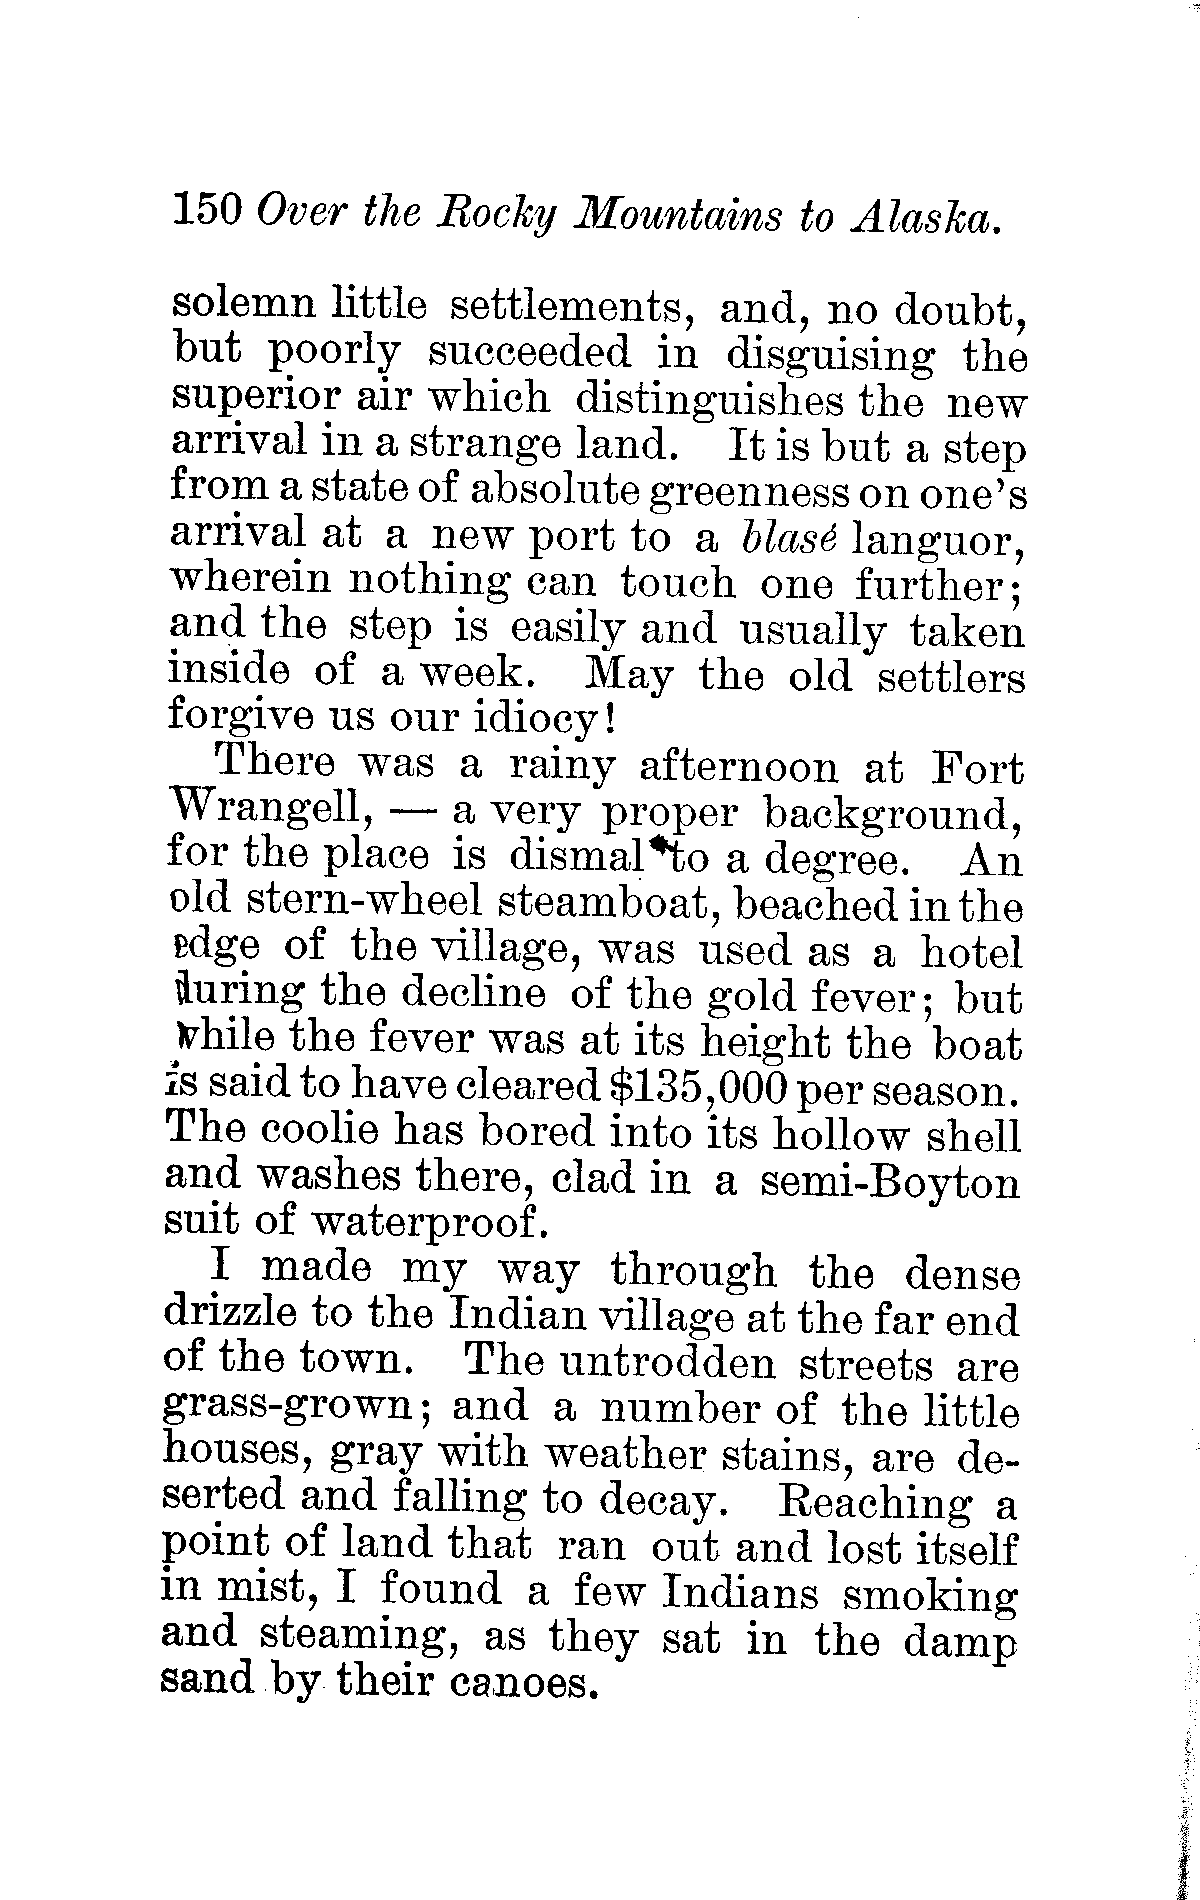 150 Over the Rocky Mountains to Alaska.
solemn little settlements, and, no doubt,
but poorly succeeded in disguising the
superior air which distinguishes the new
arrival in a strange land. It is but a step
from a state of absolute greenness on one's
arrival at a new port to a blasé languor,
wherein nothing can touch one further;
and the step is easily and usually taken
inside of a week. May the old settlers
forgive us our idiocy!
There was a rainy afternoon at Fort
Wrangell, — a very proper background,
for the place is dismal to a degree. An
old stern-wheel steamboat, beached in the
edge of the village, was used as a hotel
during the decline of the gold fever; but
while the fever was at its height the boat
is said to have cleared $135,000 per season.
The coolie has bored into its hollow shell
and washes there, clad in a semi-Boyton
suit of waterproof.
I made my way through the dense
drizzle to the Indian village at the far end
of the town. The untrodden streets are
grass-grown; and a number of the little
houses, gray with weather stains, are de-
serted and falling to decay. Reaching a
point of land that ran out and lost itself
in mist, I found a few Indians smoking
and steaming, as they sat in the damp
sand by their canoes.